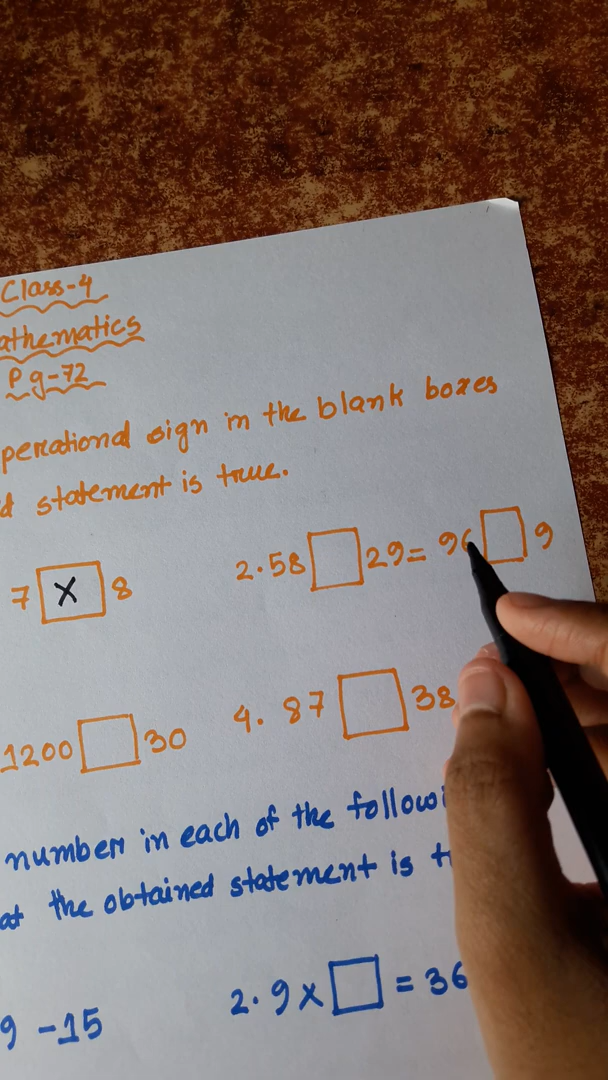 Class-4
athematics
Pg-72
perational sign in the blank boxes
d statement is true.
7 × 8
2. 58 □ 29 = 96 □ 9
1200 □ 30
4. 87 □ 38
number in each of the followi
at the obtained statement is t
9 - 15
2. 9 × □ = 36